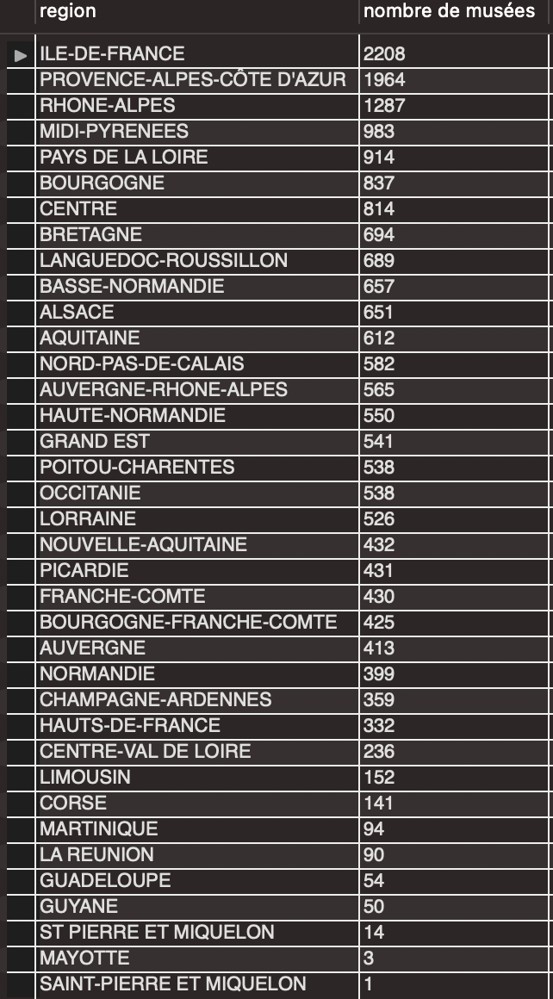 region nombre de musées
ILE-DE-FRANCE 2208
PROVENCE-ALPES-CÔTE D'AZUR 1964
RHONE-ALPES 1287
MIDI-PYRENEES 983
PAYS DE LA LOIRE 914
BOURGOGNE 837
CENTRE 814
BRETAGNE 694
LANGUEDOC-ROUSSILLON 689
BASSE-NORMANDIE 657
ALSACE 651
AQUITAINE 612
NORD-PAS-DE-CALAIS 582
AUVERGNE-RHONE-ALPES 565
HAUTE-NORMANDIE 550
GRAND EST 541
POITOU-CHARENTES 538
OCCITANIE 538
LORRAINE 526
NOUVELLE-AQUITAINE 432
PICARDIE 431
FRANCHE-COMTE 430
BOURGOGNE-FRANCHE-COMTE 425
AUVERGNE 413
NORMANDIE 399
CHAMPAGNE-ARDENNES 359
HAUTS-DE-FRANCE 332
CENTRE-VAL DE LOIRE 236
LIMOUSIN 152
CORSE 141
MARTINIQUE 94
LA REUNION 90
GUADELOUPE 54
GUYANE 50
ST PIERRE ET MIQUELON 14
MAYOTTE 3
SAINT-PIERRE ET MIQUELON 1